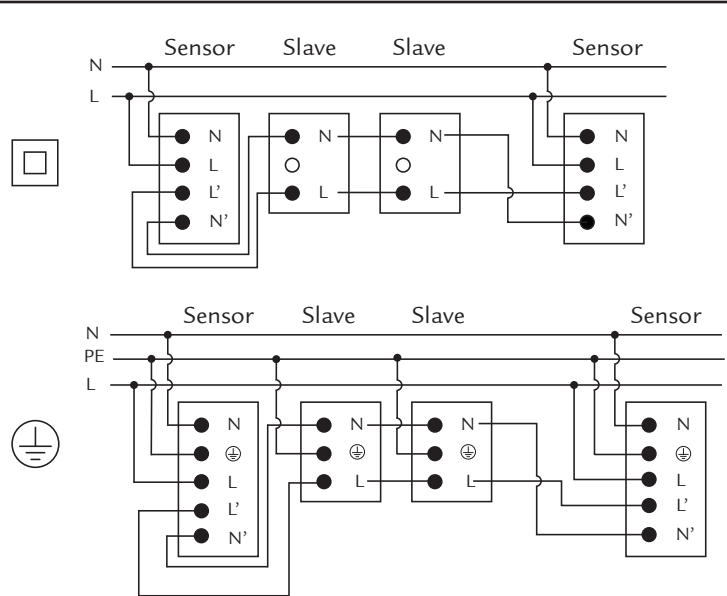 Sensor Slave Slave Sensor
N
L
N N N N
L L
L’ L L L’
N’ N’
Sensor Slave Slave Sensor
N
PE
L
N N N N
L L L L
L’ L’
N’ N’